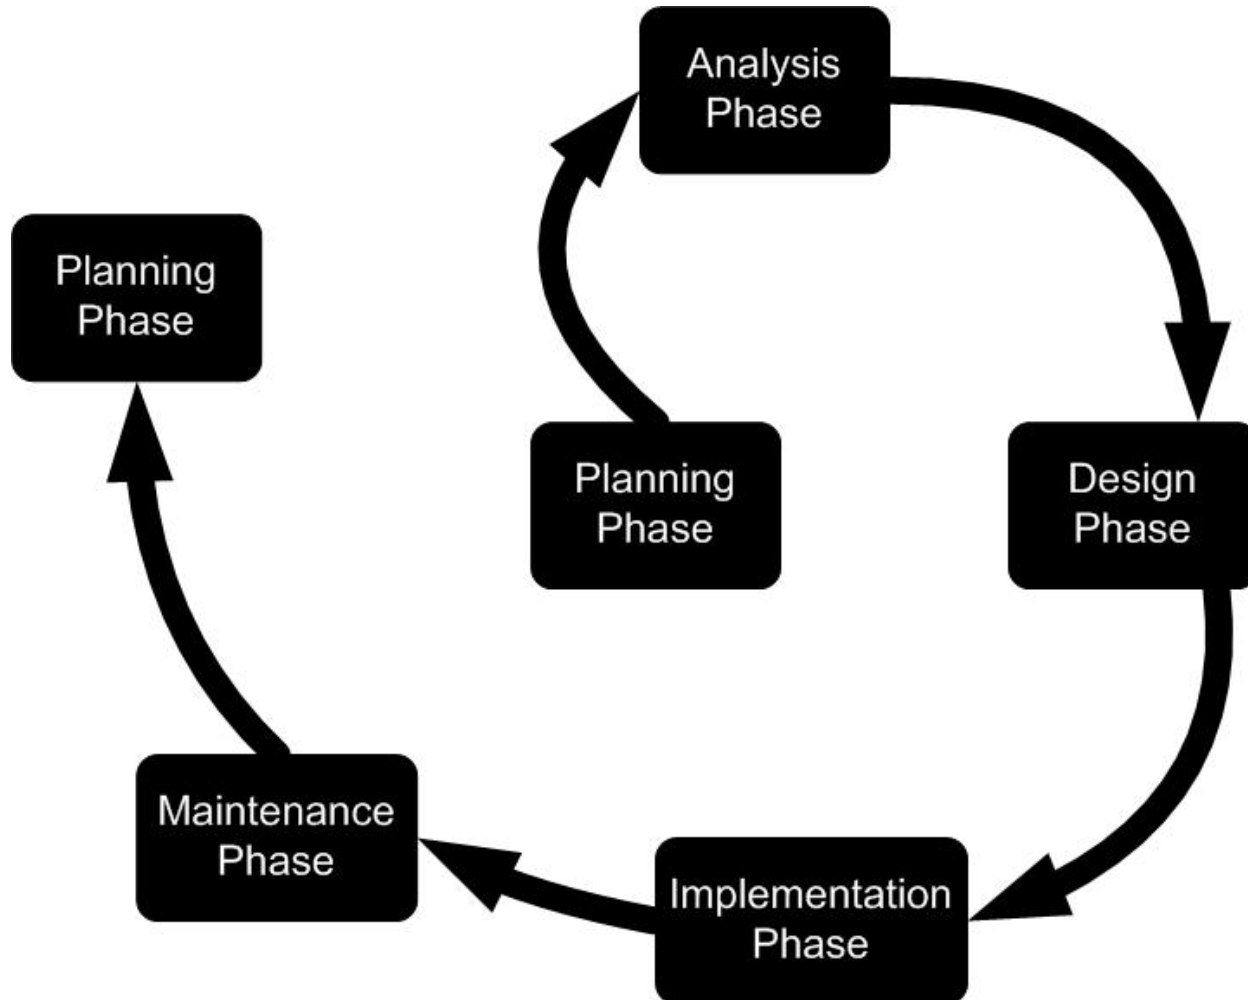 Analysis
Phase
Planning
Phase
Planning
Phase
Design
Phase
Maintenance
Phase
Implementation
Phase